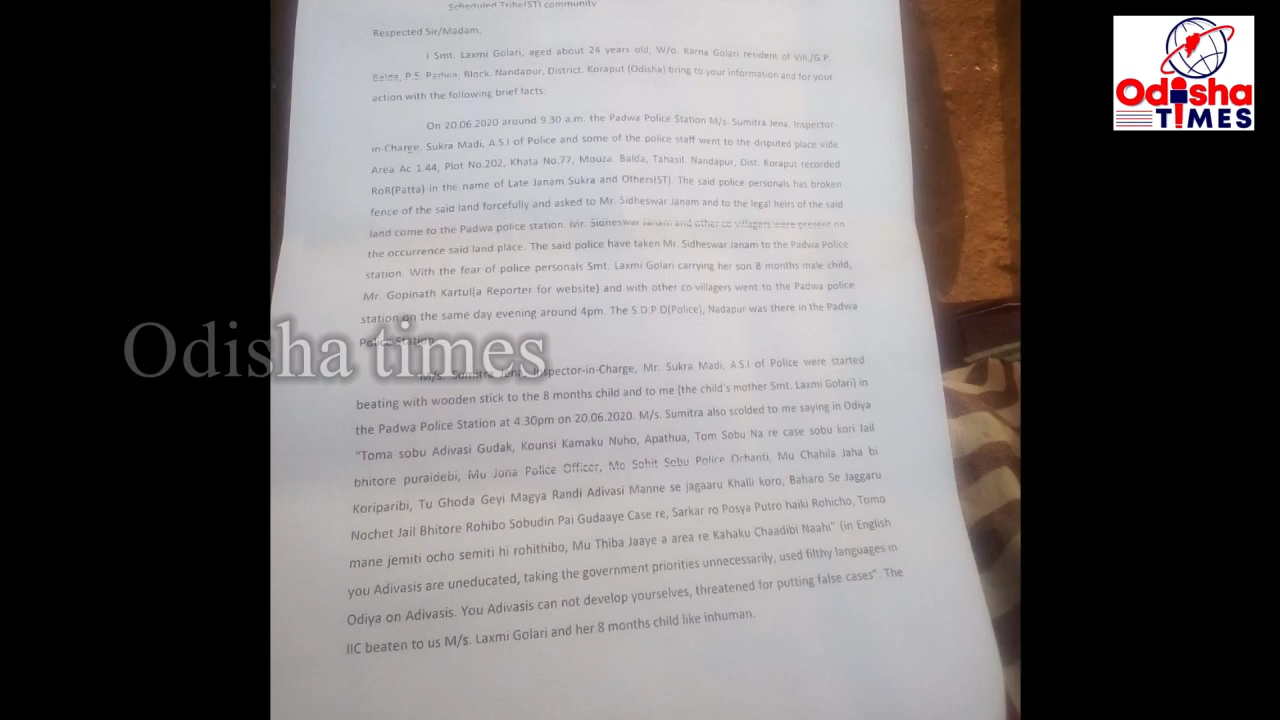 Scheduled Tribe(ST) community
Respected Sir/Madam,
I Smt. Laxmi Golari, aged about 24 years old, W/o. Karna Golari resident of Vill./G.P.
Balda, P.S. Padwa, Block. Nandapur, District. Koraput (Odisha) bring to your information and for your
action with the following brief facts:
On 20.06.2020 around 9.30 a.m. the Padwa Police Station M/s. Sumitra Jena, Inspector-
in-Charge, Sukra Madi, A.S.I of Police and some of the police staff went to the disputed place vide
Area Ac 1.44, Plot No.202, Khata No.77, Mouza. Balda, Tahasil. Nandapur, Dist. Koraput recorded
RoR(Patta) in the name of Late Janam Sukra and Others(ST). The said police personals has broken
fence of the said land forcefully and asked to Mr. Sidheswar Janam and to the legal heirs of the said
land come to the Padwa police station. Mr. Sidheswar Janam and other co villagers were present on
the occurrence said land place. The said police have taken Mr. Sidheswar Janam to the Padwa Police
station. With the fear of police personals Smt. Laxmi Golari carrying her son 8 months male child,
Mr. Gopinath Kartul(a Reporter for website) and with other co-villagers went to the Padwa police
station on the same day evening around 4pm. The S.D.P.O(Police), Nadapur was there in the Padwa
Police Station.
M/s. Sumitra Jena, Inspector-in-Charge, Mr. Sukra Madi, A.S.I of Police were started
beating with wooden stick to the 8 months child and to me (the child's mother Smt. Laxmi Golari) in
the Padwa Police Station at 4.30pm on 20.06.2020. M/s. Sumitra also scolded to me saying in Odiya
"Toma sobu Adivasi Gudak, Kounsi Kamaku Nuho, Apathua, Tom Sobu Na re case sobu kori Jail
bhitore puraidebi, Mu Jona Police Officer, Mo Sohit Sobu Police Ochanti, Mu Chahila Jaha bi
Koriparibi, Tu Ghoda Geyi Magya Randi Adivasi Manne se jagaaru Khalli koro, Baharo Se Jaggaru
Nochet Jail Bhitore Rohibo Sobudin Pai Gudaaye Case re, Sarkar ro Posya Putro haiki Rohicho, Tomo
mane jemiti ocho semiti hi rohithibo, Mu Thiba Jaaye a area re Kahaku Chaadibi Naahi" (in English
you Adivasis are uneducated, taking the government priorities unnecessarily, used filthy languages in
Odiya on Adivasis. You Adivasis can not develop yourselves, threatened for putting false cases". The
IIC beaten to us M/s. Laxmi Golari and her 8 months child like inhuman.
Odisha times
Odisha
TIMES